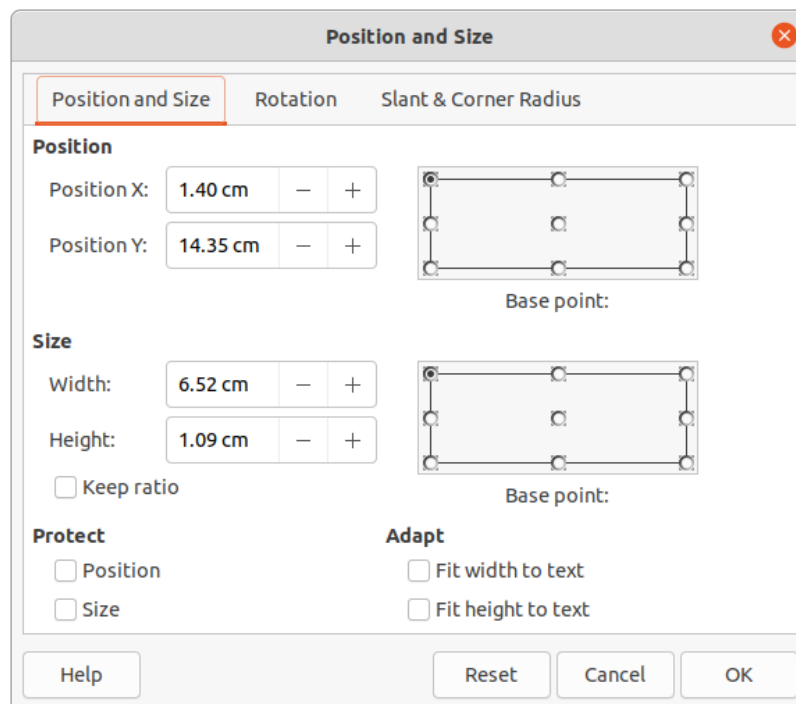 Position and Size
Position and Size Rotation Slant & Corner Radius
Position
Position X: 1.40 cm − +
Position Y: 14.35 cm − +
Base point:
Size
Width: 6.52 cm − +
Height: 1.09 cm − +
Keep ratio
Base point:
Protect Adapt
Position Fit width to text
Size Fit height to text
Help Reset Cancel OK